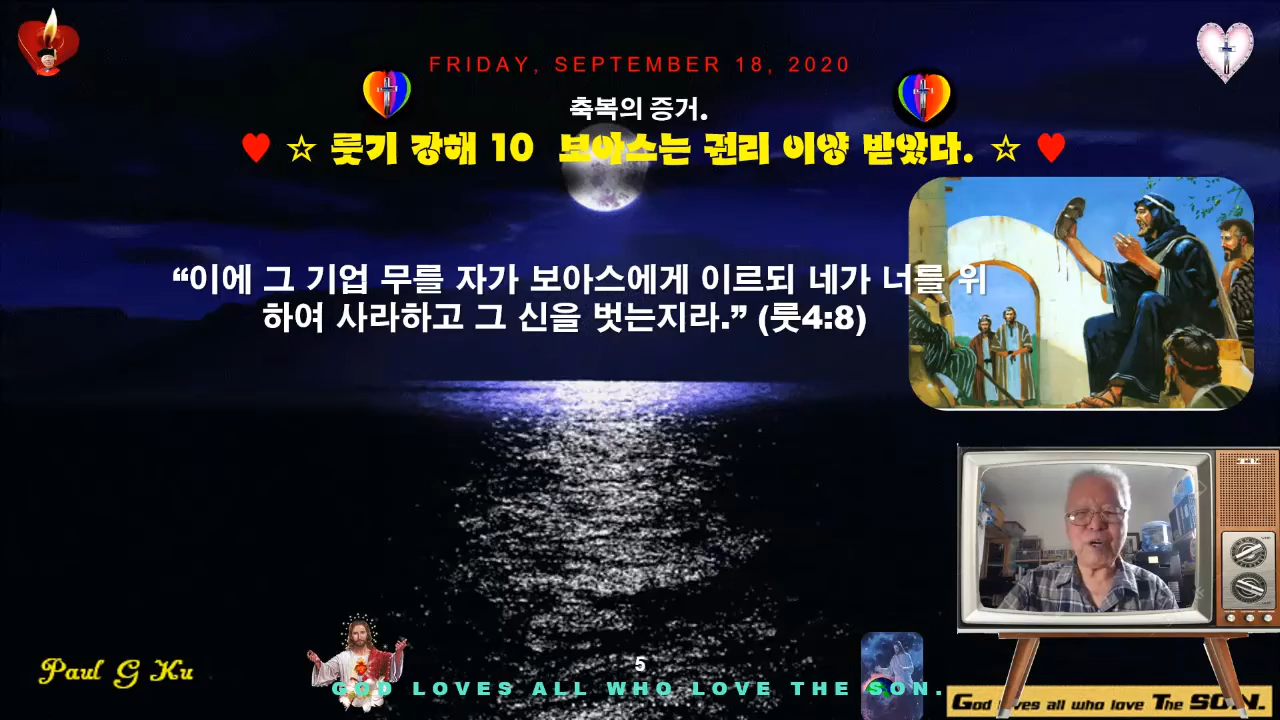 FRIDAY, SEPTEMBER 18, 2020
축복의 증거.
♥ ☆ 룻기 강해 10 보아스는 권리 이양 받았다. ☆ ♥
“이에 그 기업 무를 자가 보아스에게 이르되 네가 너를 위
하여 사라하고 그 신을 벗는지라.” (룻4:8)
Paul G Ku
5
GOD LOVES ALL WHO LOVE THE SON.
God loves all who love The SON.